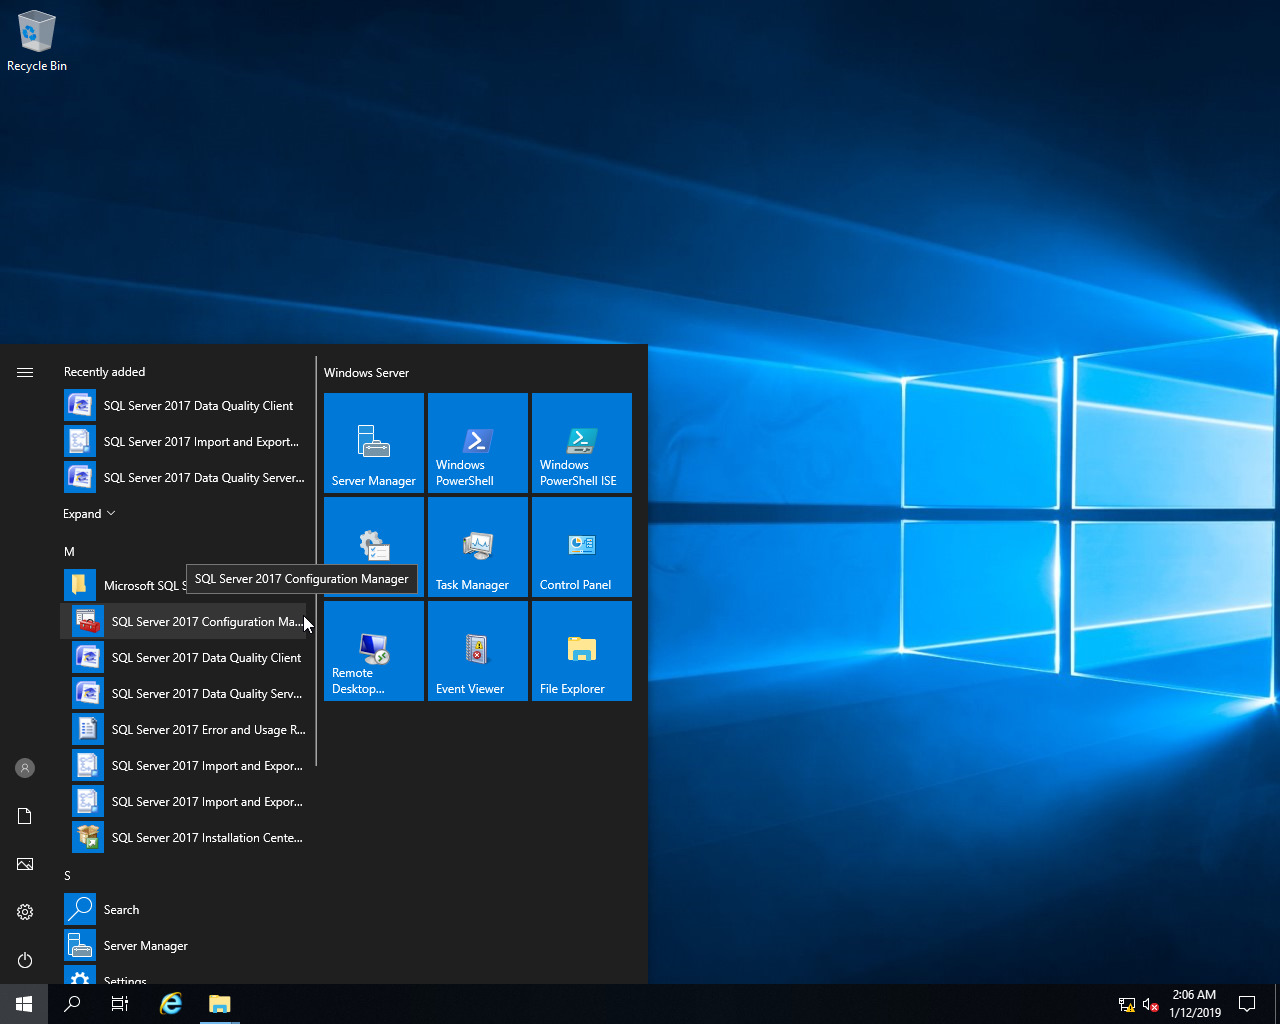 Recycle Bin
Recently added
SQL Server 2017 Data Quality Client
SQL Server 2017 Import and Export...
SQL Server 2017 Data Quality Server...
Expand
M
Microsoft SQL S
SQL Server 2017 Configuration Manager
SQL Server 2017 Configuration Ma...
SQL Server 2017 Data Quality Client
SQL Server 2017 Data Quality Serv...
SQL Server 2017 Error and Usage R...
SQL Server 2017 Import and Expor...
SQL Server 2017 Import and Expor...
SQL Server 2017 Installation Cente...
S
Search
Server Manager
Settings
Windows Server
Server Manager
Windows PowerShell
Windows PowerShell ISE
Task Manager
Control Panel
Remote Desktop...
Event Viewer
File Explorer
2:06 AM
1/12/2019